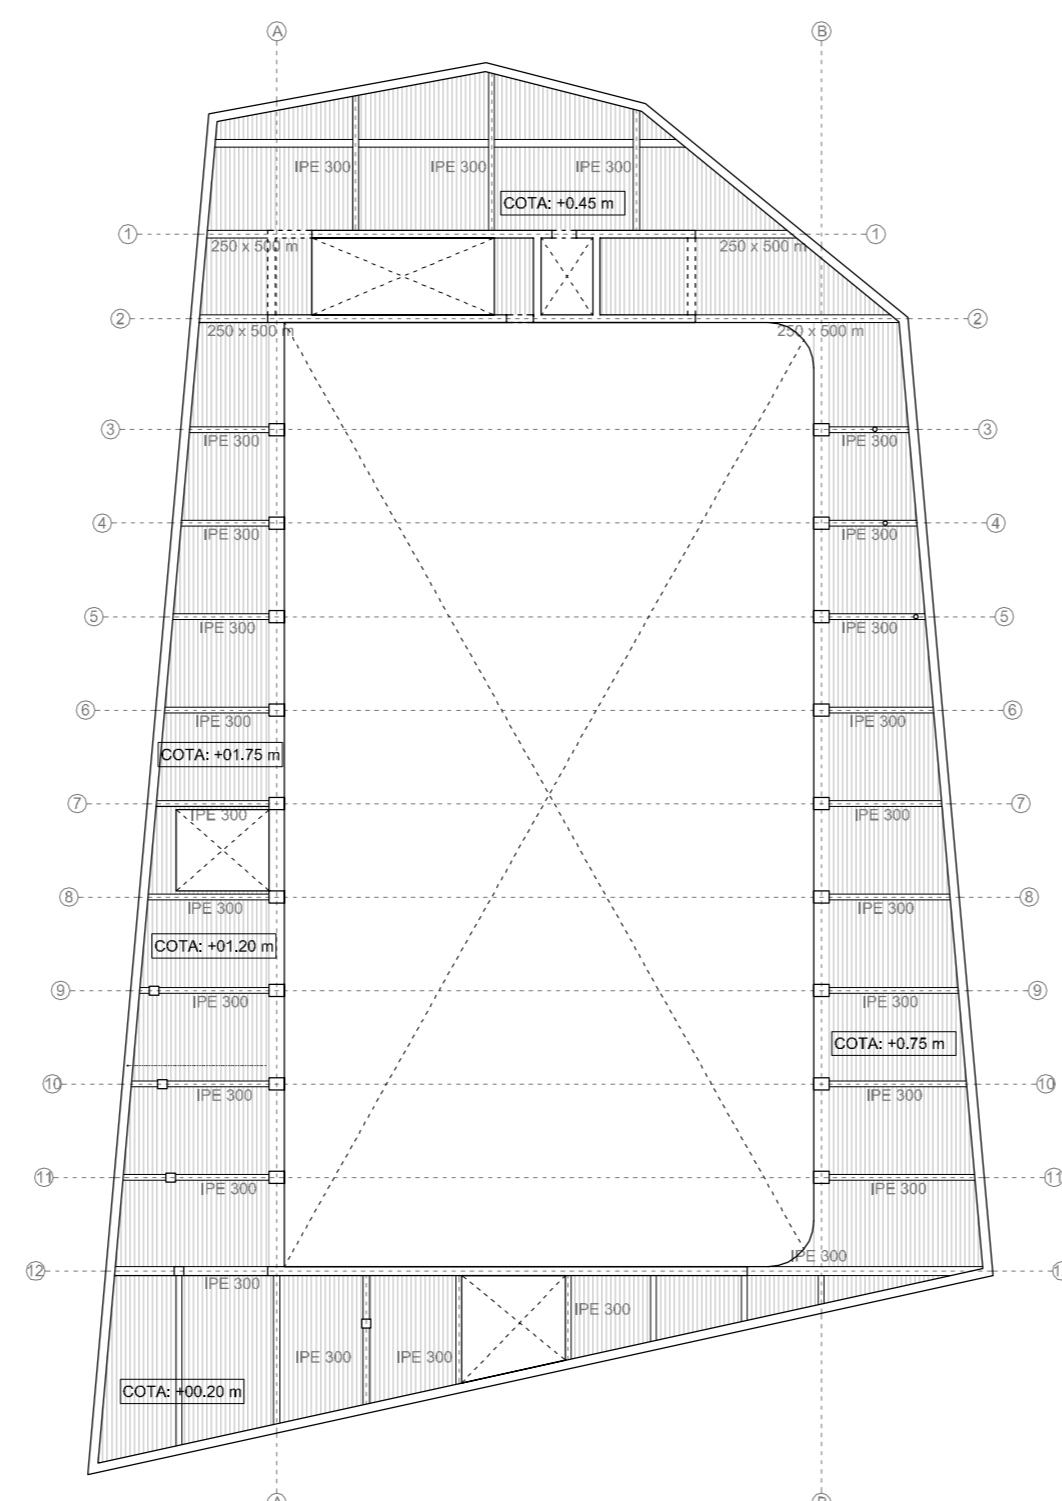 A B
IPE 300 IPE 300 IPE 300
COTA: +0.45 m
1 1
250 x 500 m 250 x 500 m
2 2
250 x 500 m 250 x 500 m
3 3
IPE 300 IPE 300
4 4
IPE 300 IPE 300
5 5
IPE 300 IPE 300
6 6
IPE 300 IPE 300
COTA: +01.75 m
7 7
IPE 300 IPE 300
8 8
IPE 300 IPE 300
COTA: +01.20 m
9 9
IPE 300 IPE 300
COTA: +0.75 m
10 10
IPE 300 IPE 300
11 11
IPE 300 IPE 300
IPE 300
12 1
IPE 300
IPE 300
IPE 300 IPE 300
COTA: +00.20 m